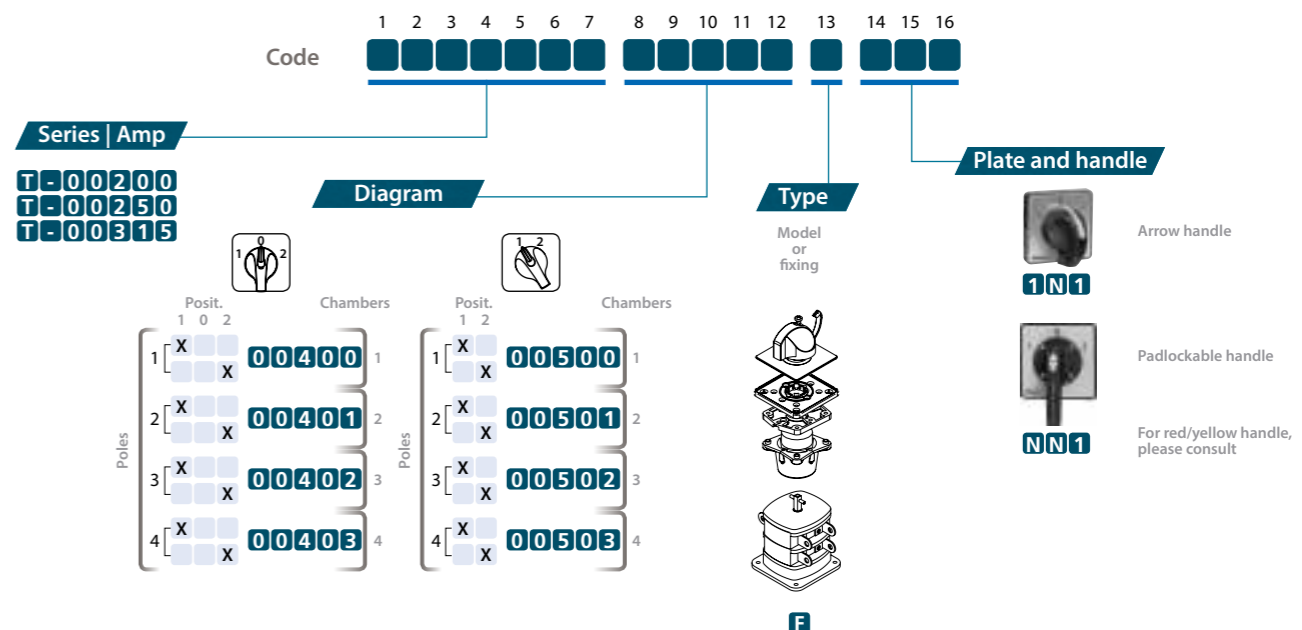 1 2 3 4 5 6 7 8 9 10 11 12 13 14 15 16
Code
Series | Amp
T-00200
T-00250
T-00315
Diagram
Type
Model
or
fixing
F
Plate and handle
Arrow handle
1N1
Padlockable handle
NN1
For red/yellow handle,
please consult
1 0 2
Posit.
Chambers
1 0 2
Poles
1 X 00400 1
X
2 X 00401 2
X
3 X 00402 3
X
4 X 00403 4
X
1 2
Posit.
Chambers
1 2
Poles
1 X 00500 1
X
2 X 00501 2
X
3 X 00502 3
X
4 X 00503 4
X